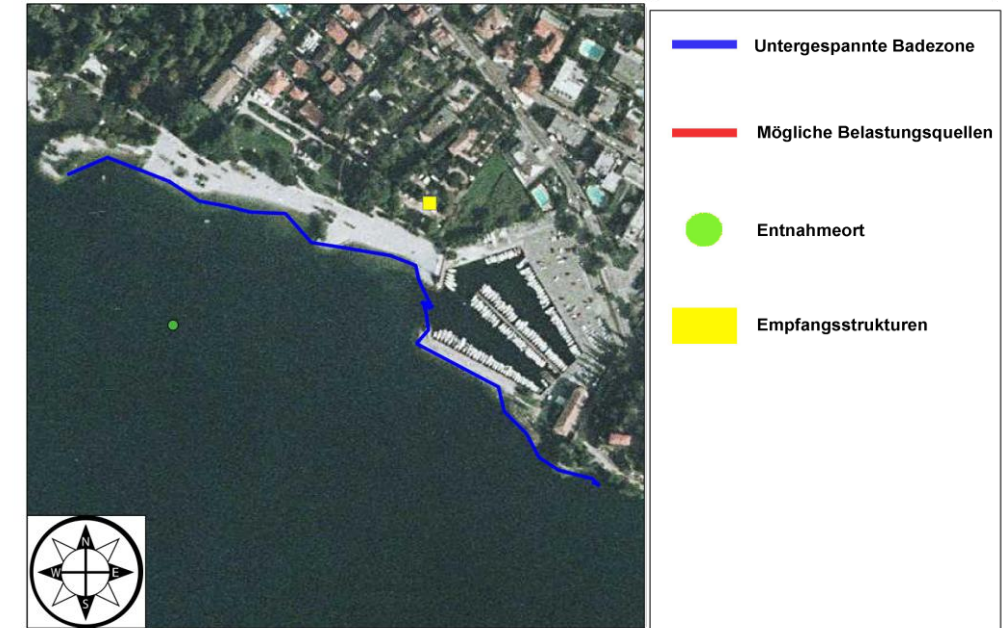 Untergespannte Badezone
Mögliche Belastungsquellen
Entnahmeort
Empfangsstrukturen
N
W E
S